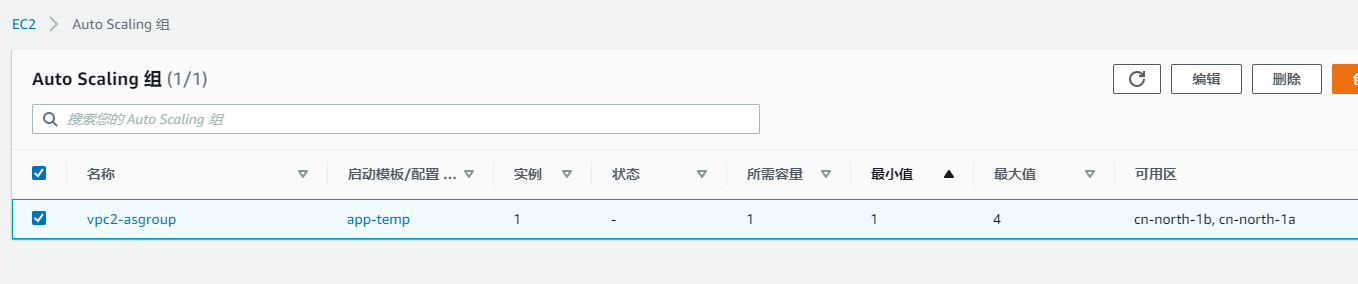 EC2 Auto Scaling 组
Auto Scaling 组 (1/1) 编辑 删除
搜索您的 Auto Scaling 组
名称 启动模板/配置 ... 实例 状态 所需容量 最小值 最大值 可用区
vpc2-asgroup app-temp 1 - 1 1 4 cn-north-1b, cn-north-1a